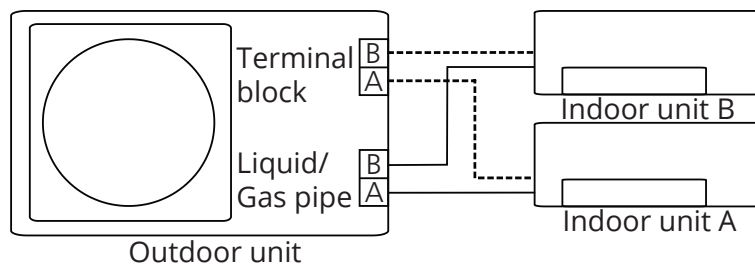 Terminal
block
B
A
Liquid/
Gas pipe
B
A
Outdoor unit
Indoor unit B
Indoor unit A